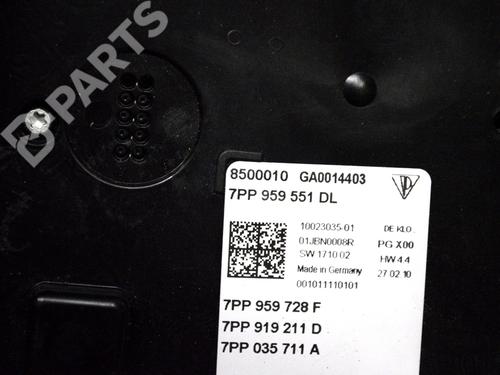 B PARTS
8500010 GA0014403
7PP 959 551 DL
10023035-01 DE KLO
01JBN0008R PG X00
SW 1710 02 HW 4.4
Made in Germany 27 02 10
001011110101
7PP 959 728 F
7PP 919 211 D
7PP 035 711 A